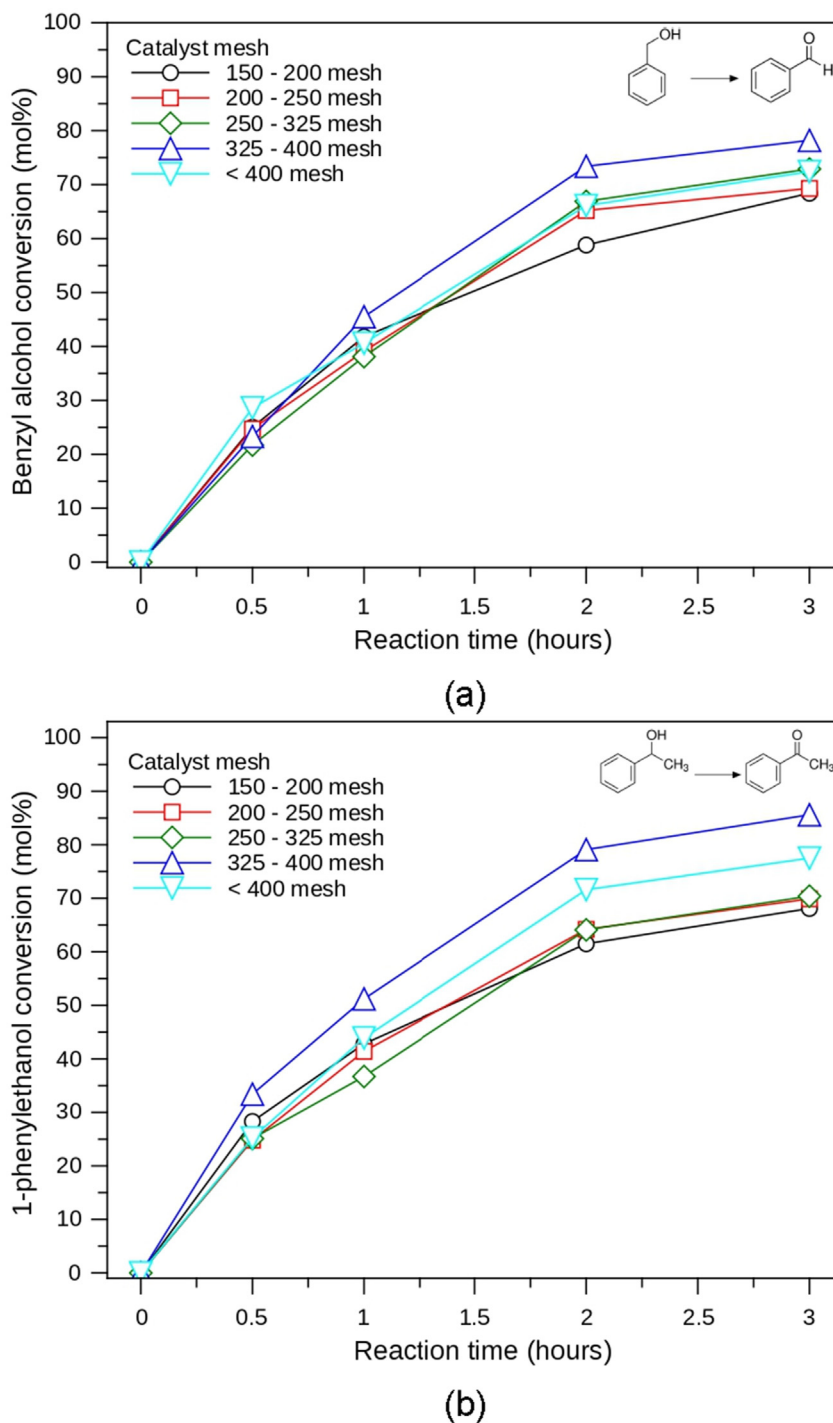 Benzyl alcohol conversion (mol%)
100
90
80
70
60
50
40
30
20
10
0
Catalyst mesh
150 - 200 mesh
200 - 250 mesh
250 - 325 mesh
325 - 400 mesh
< 400 mesh
OH
O
H
0 0.5 1 1.5 2 2.5 3
Reaction time (hours)
(a)
1-phenylethanol conversion (mol%)
100
90
80
70
60
50
40
30
20
10
0
Catalyst mesh
150 - 200 mesh
200 - 250 mesh
250 - 325 mesh
325 - 400 mesh
< 400 mesh
OH
CH3
O
CH3
0 0.5 1 1.5 2 2.5 3
Reaction time (hours)
(b)